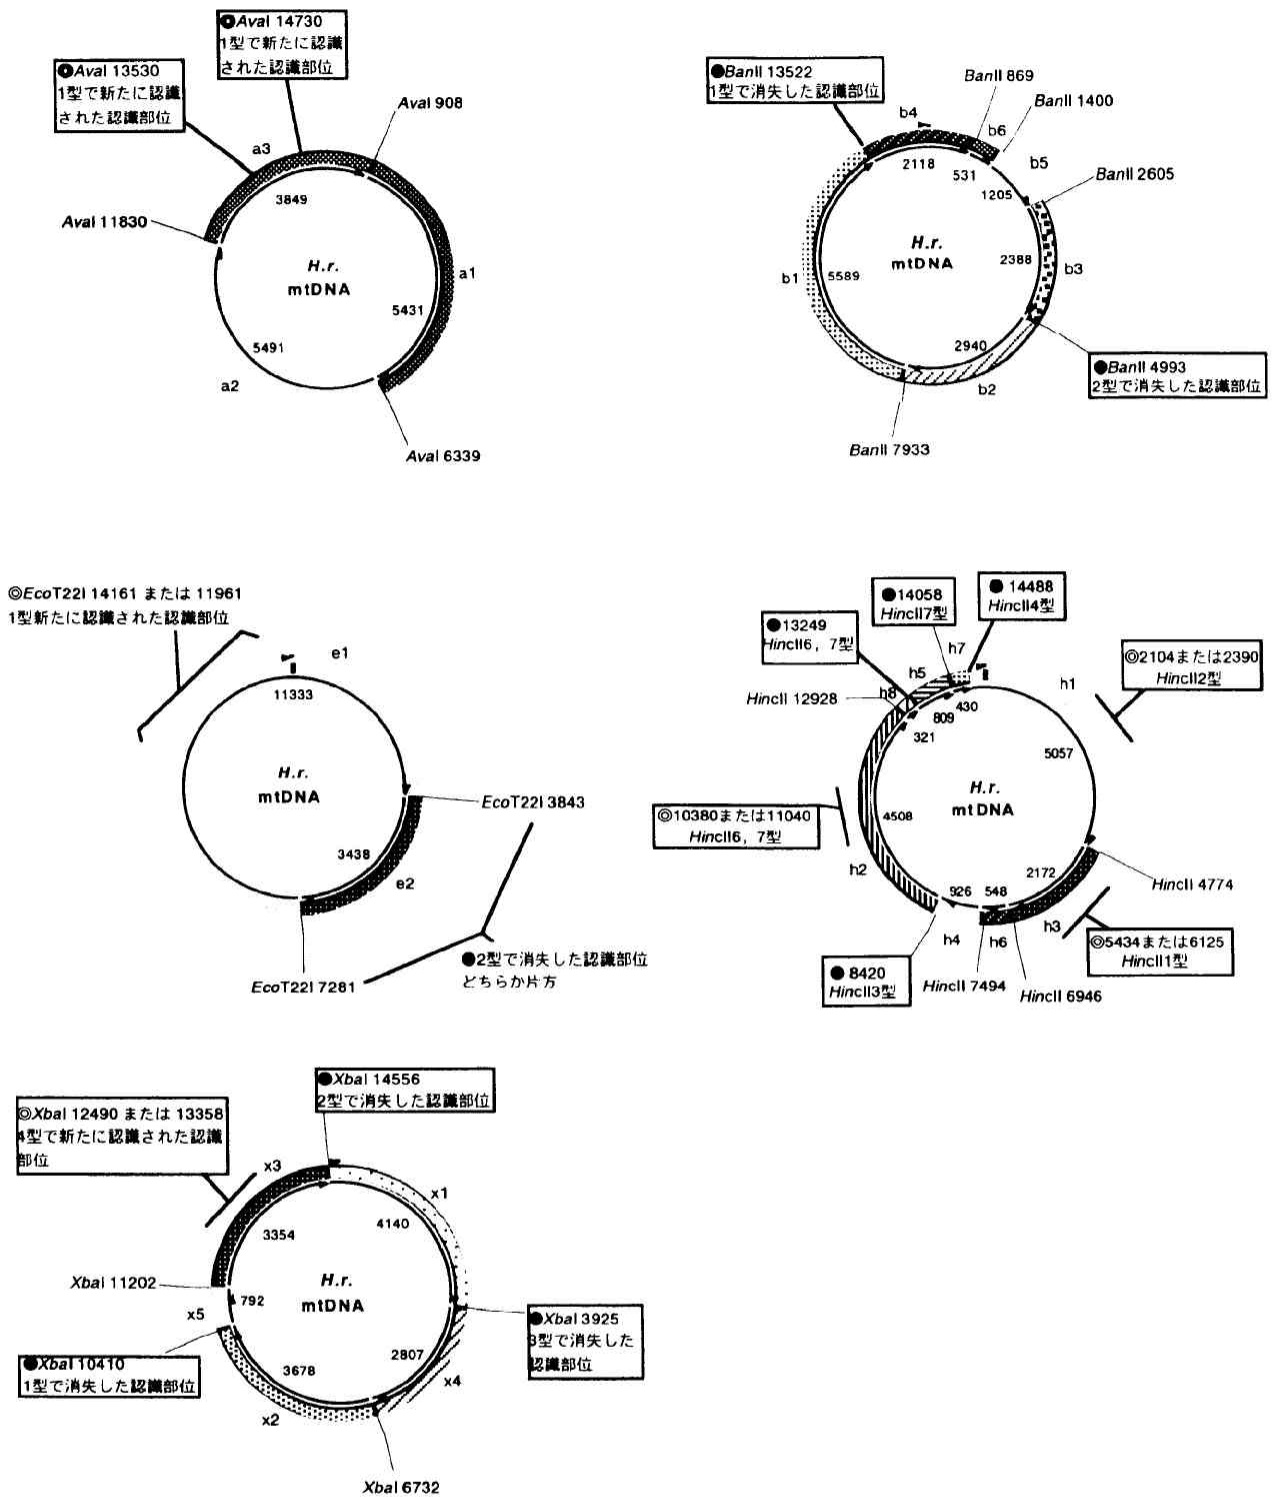 ●AvaI 14730
1型で新たに認識
された認識部位
●AvaI 13530
1型で新たに認識
された認識部位
AvaI 908
a3
3849
AvaI 11830
H.r.
mtDNA
a1
5431
5491
a2
AvaI 6339
●BanII 13522
1型で消失した認識部位
BanII 869
BanII 1400
b4
b6
b5
2118
531
1205
BanII 2605
H.r.
mtDNA
2388
b3
b1
5589
2940
b2
●BanII 4993
2型で消失した認識部位
BanII 7933
◎EcoT22I 14161 または 11961
1型新たに認識された認識部位
e1
11333
H.r.
mtDNA
EcoT22I 3843
3438
e2
●2型で消失した認識部位
どちらか片方
EcoT22I 7281
●14058
HincII7型
●14488
HincII4型
●13249
HincII6, 7型
h7
h5
h8
HincII 12928
h1
◎2104または2390
HincII2型
430
809
321
5057
H.r.
mtDNA
◎10380または11040
HincII6, 7型
4508
h2
2172
926
548
HincII 4774
h3
h4
h6
◎5434または6125
HincII1型
●8420
HincII3型
HincII 7494
HincII 6946
●XbaI 14556
2型で消失した認識部位
◎XbaI 12490 または 13358
4型で新たに認識された認識
部位
x3
x1
3354
4140
XbaI 11202
H.r.
mtDNA
792
x5
●XbaI 3925
3型で消失した
認識部位
●XbaI 10410
1型で消失した認識部位
3678
2807
x4
x2
XbaI 6732